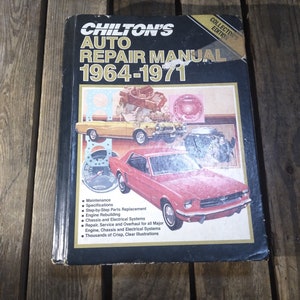 COLLECTOR'S
EDITION
CHILTON'S
AUTO
REPAIR MANUAL
1964-1971
• Maintenance
• Specifications
• Step-by-Step Parts Replacement
• Engine Rebuilding
• Chassis and Electrical Systems
• Repair, Service and Overhaul for all Major
Engine, Chassis and Electrical Systems
• Thousands of Crisp, Clear Illustrations